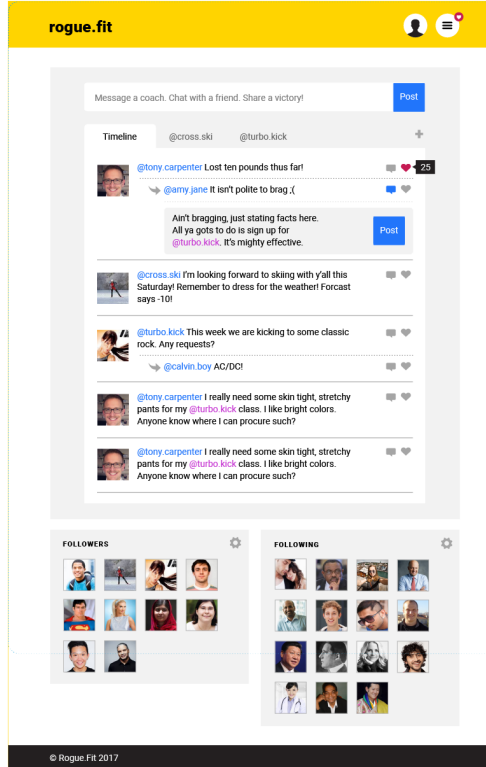 rogue.fit
Message a coach. Chat with a friend. Share a victory!
Post
Timeline
@cross.ski
@turbo.kick
+
@tony.carpenter Lost ten pounds thus far!
25
@amy.jane It isn't polite to brag ;(
Ain't bragging, just stating facts here.
All ya gots to do is sign up for
@turbo.kick. It's mighty effective.
Post
@cross.ski I'm looking forward to skiing with y'all this
Saturday! Remember to dress for the weather! Forcast
says -10!
@turbo.kick This week we are kicking to some classic
rock. Any requests?
@calvin.boy AC/DC!
@tony.carpenter I really need some skin tight, stretchy
pants for my @turbo.kick class. I like bright colors.
Anyone know where I can procure such?
@tony.carpenter I really need some skin tight, stretchy
pants for my @turbo.kick class. I like bright colors.
Anyone know where I can procure such?
FOLLOWERS
FOLLOWING
© Rogue.Fit 2017